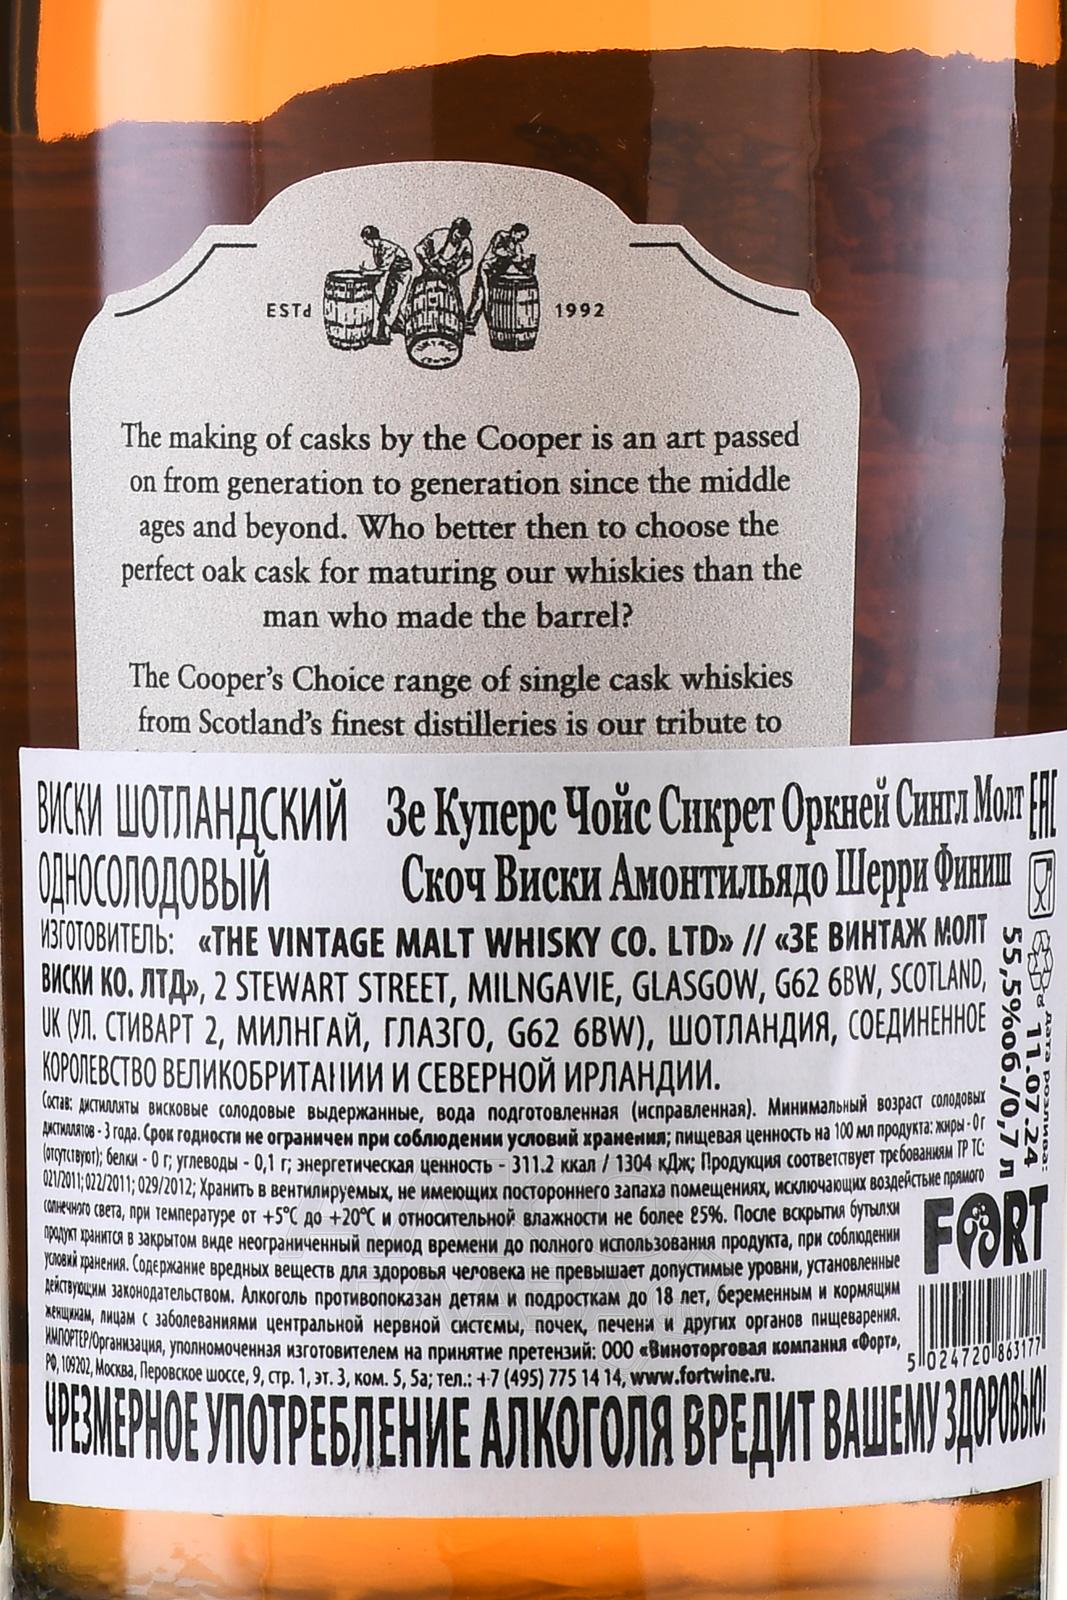 ESTd 1992
The making of casks by the Cooper is an art passed
on from generation to generation since the middle
ages and beyond. Who better then to choose the
perfect oak cask for maturing our whiskies than the
man who made the barrel?
The Cooper's Choice range of single cask whiskies
from Scotland's finest distilleries is our tribute to
ВИСКИ ШОТЛАНДСКИЙ
ОДНОСОЛОДОВЫЙ
Зе Куперс Чойс Сикрет Оркней Сингл Молт
Скоч Виски Амонтильядо Шерри Финиш
EAC
ИЗГОТОВИТЕЛЬ: «THE VINTAGE MALT WHISKY CO. LTD» // «ЗЕ ВИНТАЖ МОЛТ
ВИСКИ КО. ЛТД», 2 STEWART STREET, MILNGAVIE, GLASGOW, G62 6BW, SCOTLAND,
UK (УЛ. СТИВАРТ 2, МИЛНГАЙ, ГЛАЗГО, G62 6BW), ШОТЛАНДИЯ, СОЕДИНЕННОЕ
КОРОЛЕВСТВО ВЕЛИКОБРИТАНИИ И СЕВЕРНОЙ ИРЛАНДИИ.
55,5%об./0,7 л
дата розлива:
11.07.24
Состав: дистилляты висковые солодовые выдержанные, вода подготовленная (исправленная). Минимальный возраст солодовых
дистиллятов - 3 года. Срок годности не ограничен при соблюдении условий хранения; пищевая ценность на 100 мл продукта: жиры - 0 г
(отсутствуют); белки - 0 г; углеводы - 0,1 г; энергетическая ценность - 311.2 ккал / 1304 кДж; Продукция соответствует требованиям ТР ТС:
021/2011; 022/2011; 029/2012; Хранить в вентилируемых, не имеющих постороннего запаха помещениях, исключающих воздействие прямого
солнечного света, при температуре от +5°С до +20°С и относительной влажности не более 85%. После вскрытия бутылки
продукт хранится в закрытом виде неограниченный период времени до полного использования продукта, при соблюдении
условий хранения. Содержание вредных веществ для здоровья человека не превышает допустимые уровни, установленные
действующим законодательством. Алкоголь противопоказан детям и подросткам до 18 лет, беременным и кормящим
женщинам, лицам с заболеваниями центральной нервной системы, почек, печени и других органов пищеварения.
ИМПОРТЕР/Организация, уполномоченная изготовителем на принятие претензий: ООО «Виноторговая компания «Форт»,
РФ, 109202, Москва, Перовское шоссе, 9, стр. 1, эт. 3, ком. 5, 5а; тел.: +7 (495) 775 14 14, www.fortwine.ru.
FORT
5 024720 863177
ЧРЕЗМЕРНОЕ УПОТРЕБЛЕНИЕ АЛКОГОЛЯ ВРЕДИТ ВАШЕМУ ЗДОРОВЬЮ!